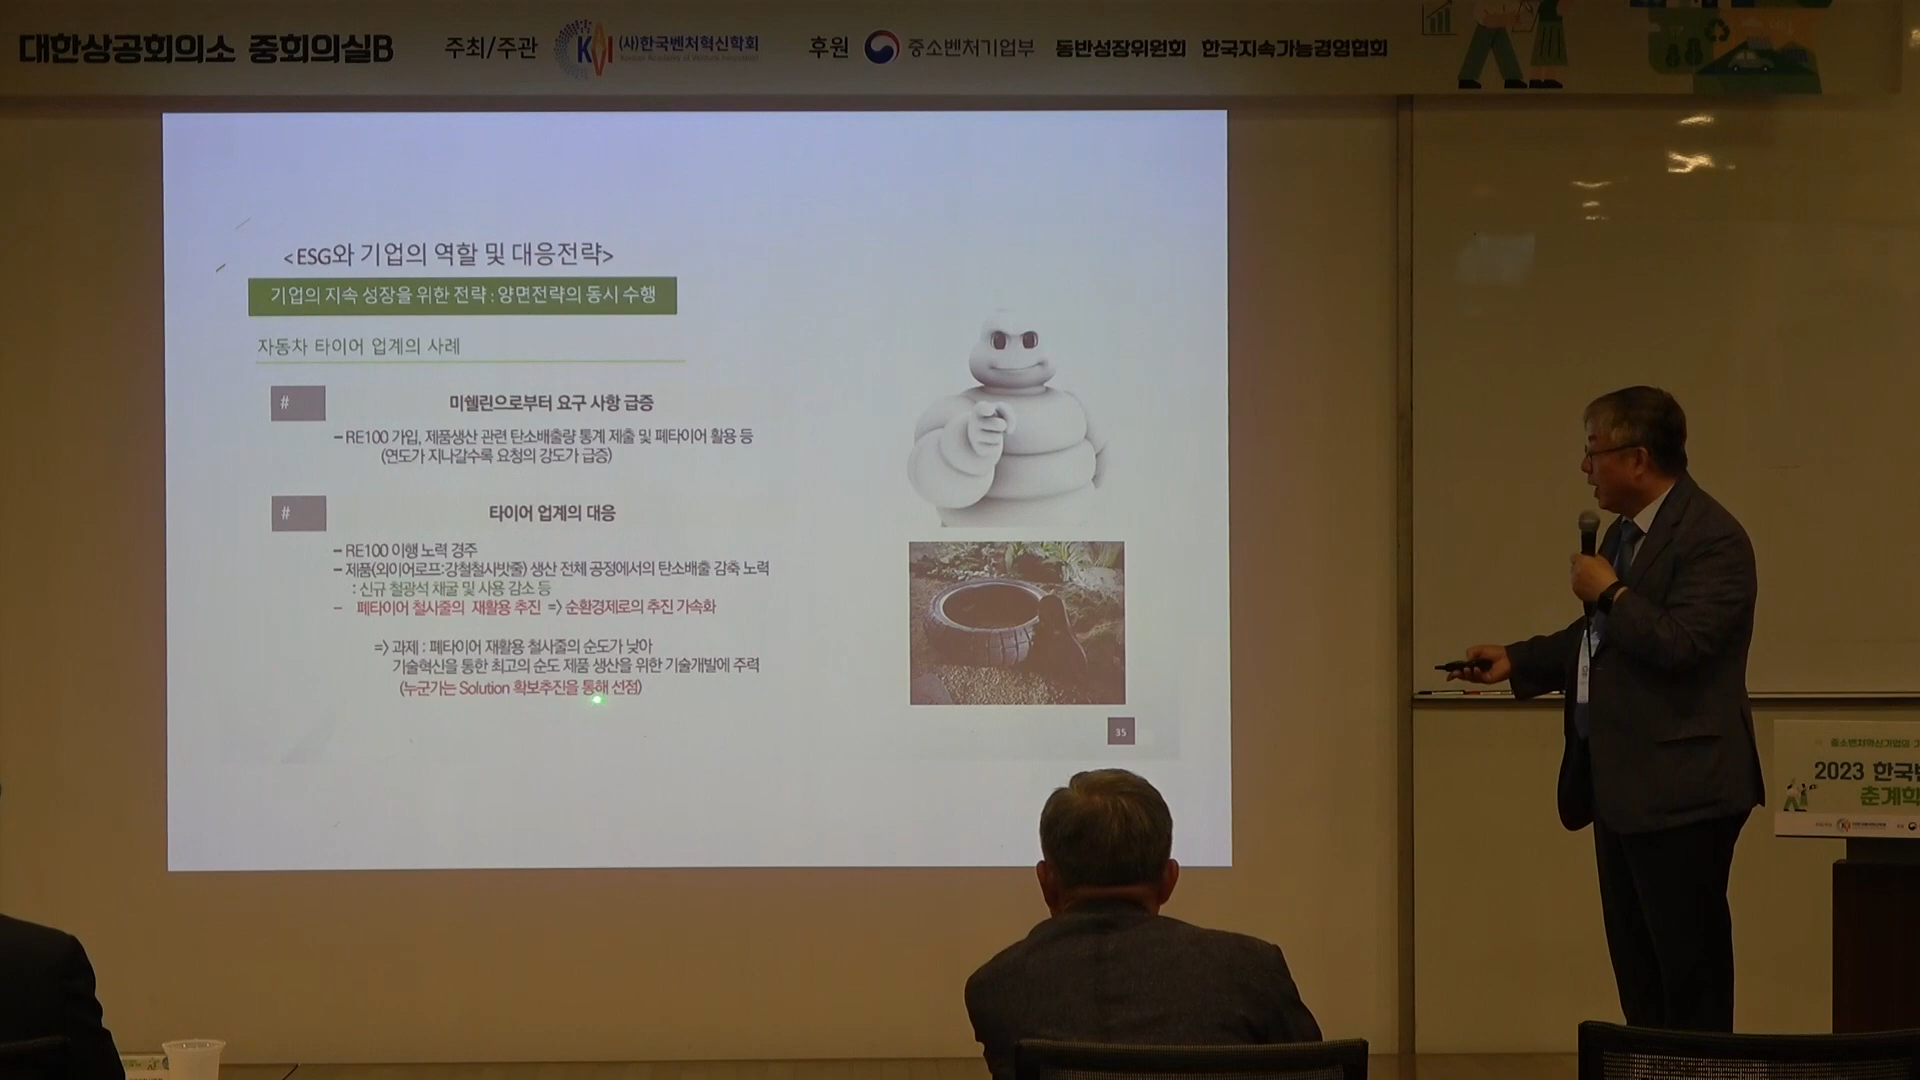 대한상공회의소 중회의실B
주최/주관 (사)한국벤처혁신학회
Korean Academy of Venture Innovation
후원 중소벤처기업부 동반성장위원회 한국지속가능경영협회
<ESG와 기업의 역할 및 대응전략>
기업의 지속 성장을 위한 전략 : 양면전략의 동시 수행
자동차 타이어 업계의 사례
# 미쉘린으로부터 요구 사항 급증
– RE100 가입, 제품생산 관련 탄소배출량 통계 제출 및 폐타이어 활용 등
(연도가 지나갈수록 요청의 강도가 급증)
# 타이어 업계의 대응
– RE100 이행 노력 경주
– 제품(와이어로프:강철철사밧줄) 생산 전체 공정에서의 탄소배출 감축 노력
: 신규 철광석 채굴 및 사용 감소 등
– 폐타이어 철사줄의 재활용 추진 => 순환경제로의 추진 가속화
=> 과제 : 폐타이어 재활용 철사줄의 순도가 낮아
기술혁신을 통한 최고의 순도 제품 생산을 위한 기술개발에 주력
(누군가는 Solution 확보추진을 통해 선점)
35
중소벤처혁신기업의
2023 한국
춘계학